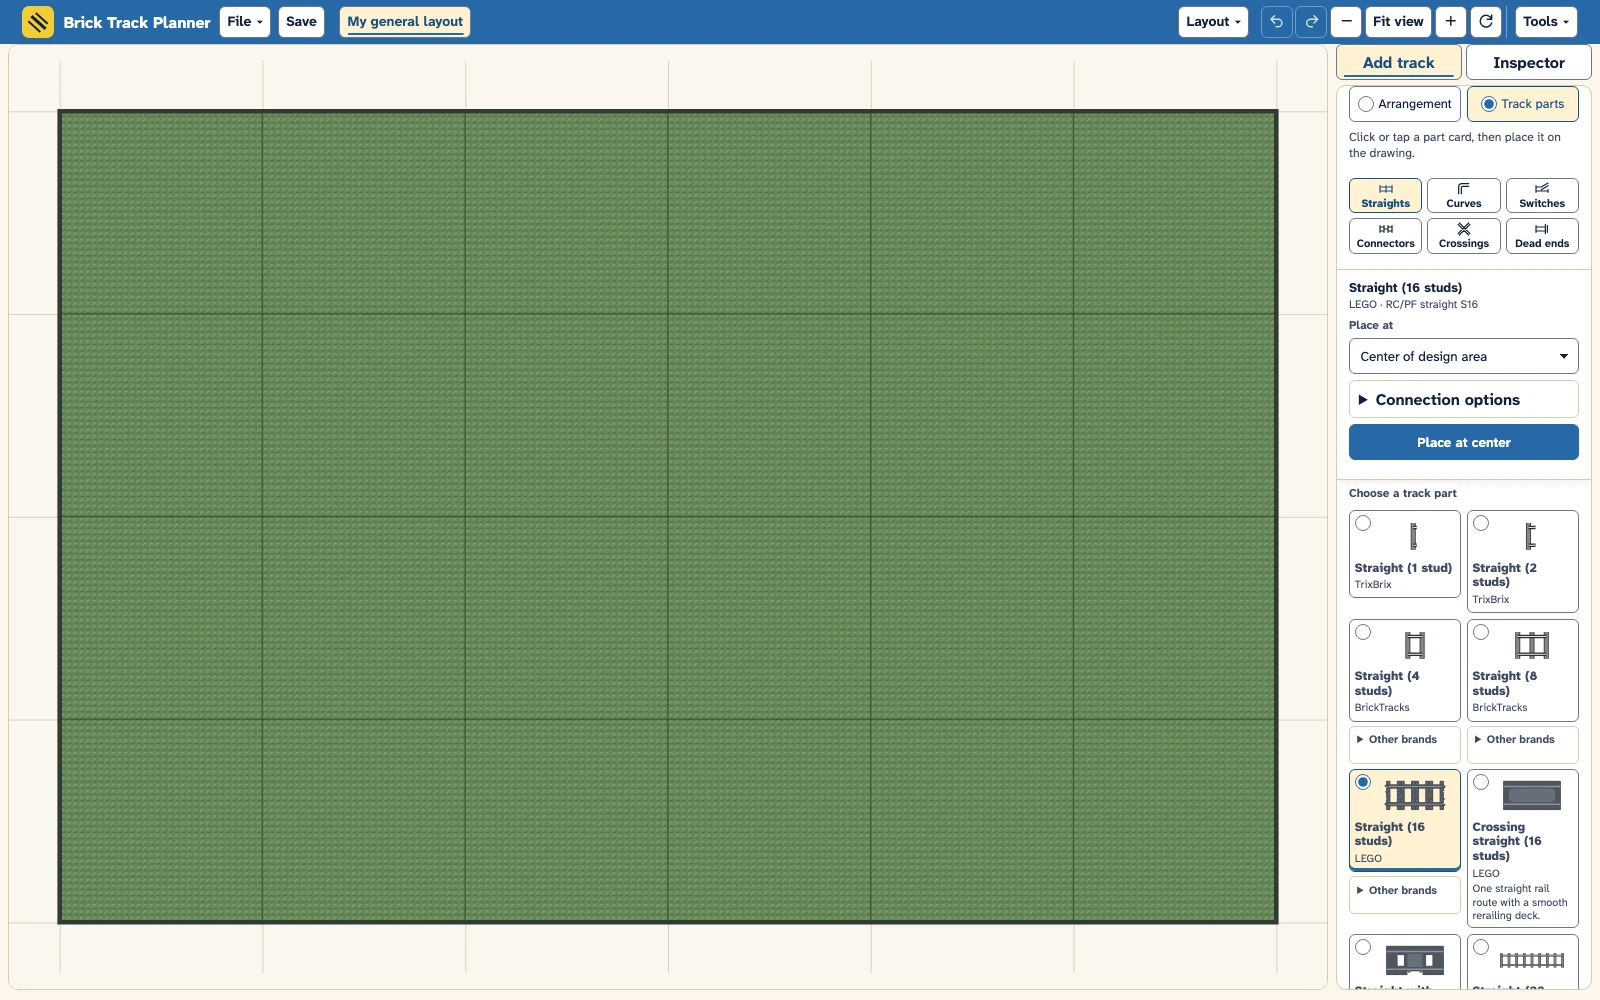 Brick Track Planner
File
Save
My general layout
Layout
Fit view
Tools
Add track
Inspector
Arrangement
Track parts
Click or tap a part card, then place it on
the drawing.
Straights
Curves
Switches
Connectors
Crossings
Dead ends
Straight (16 studs)
LEGO · RC/PF straight S16
Place at
Center of design area
Connection options
Place at center
Choose a track part
Straight (1 stud)
TrixBrix
Straight (2
studs)
TrixBrix
Straight (4
studs)
BrickTracks
Straight (8
studs)
BrickTracks
Other brands
Other brands
Straight (16
studs)
LEGO
Other brands
Crossing
straight (16
studs)
LEGO
One straight rail
route with a smooth
rerailing deck.